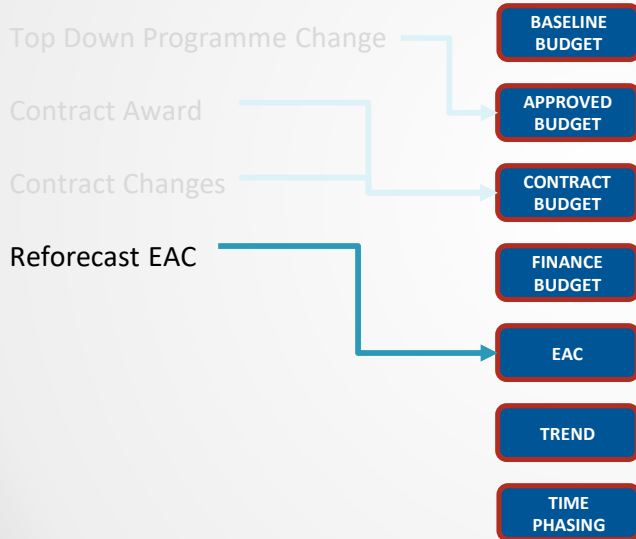 Top Down Programme Change
BASELINE
BUDGET
Contract Award
APPROVED
BUDGET
Contract Changes
CONTRACT
BUDGET
Reforecast EAC
FINANCE
BUDGET
EAC
TREND
TIME
PHASING